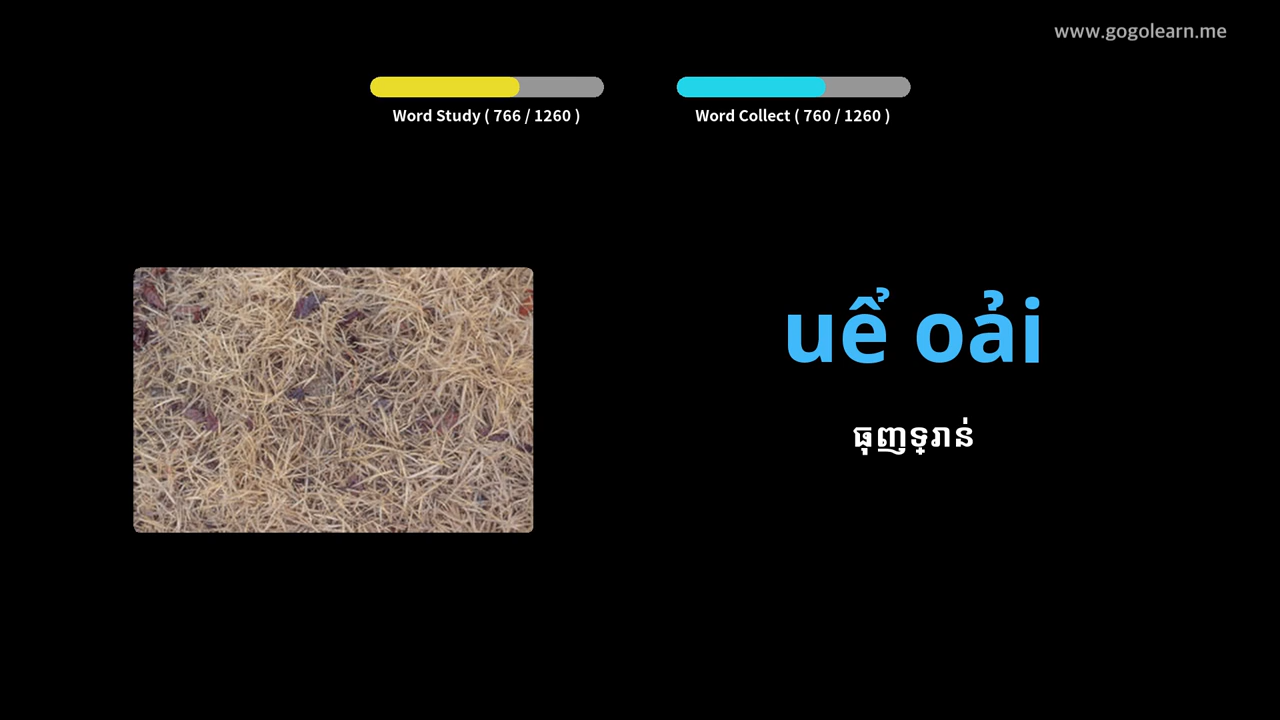 www.gogolearn.me
Word Study ( 766 / 1260 )
Word Collect ( 760 / 1260 )
uể oải
ធុញទ្រាន់